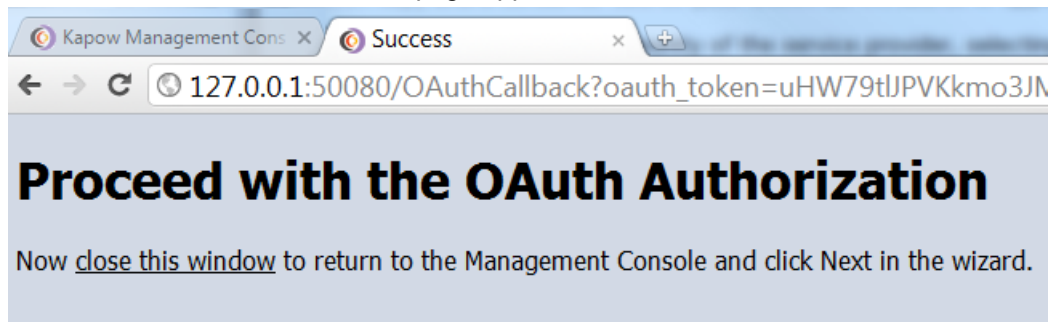 Kapow Management Cons
Success
127.0.0.1:50080/OAuthCallback?oauth_token=uHW79tlJPVKkmo3JM
Proceed with the OAuth Authorization
Now close this window to return to the Management Console and click Next in the wizard.